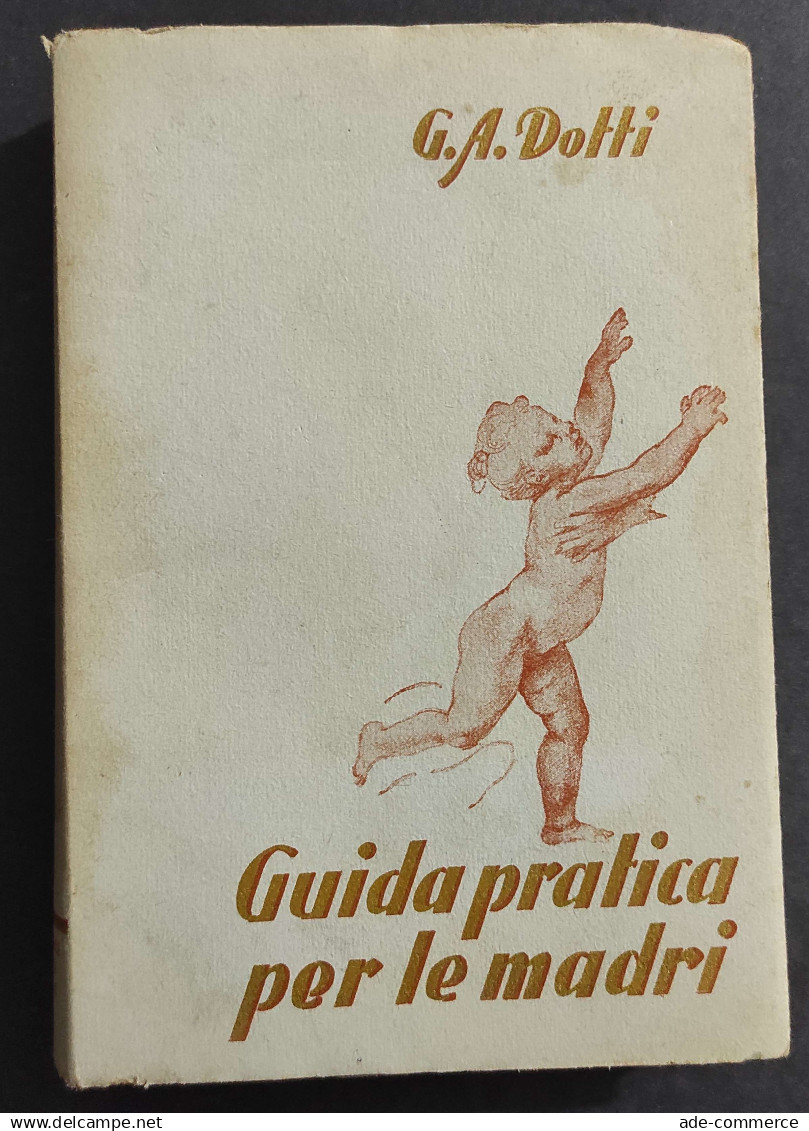 G.A. Dotti
Guida pratica
per le madri
www.delcampe.net
ade-commerce